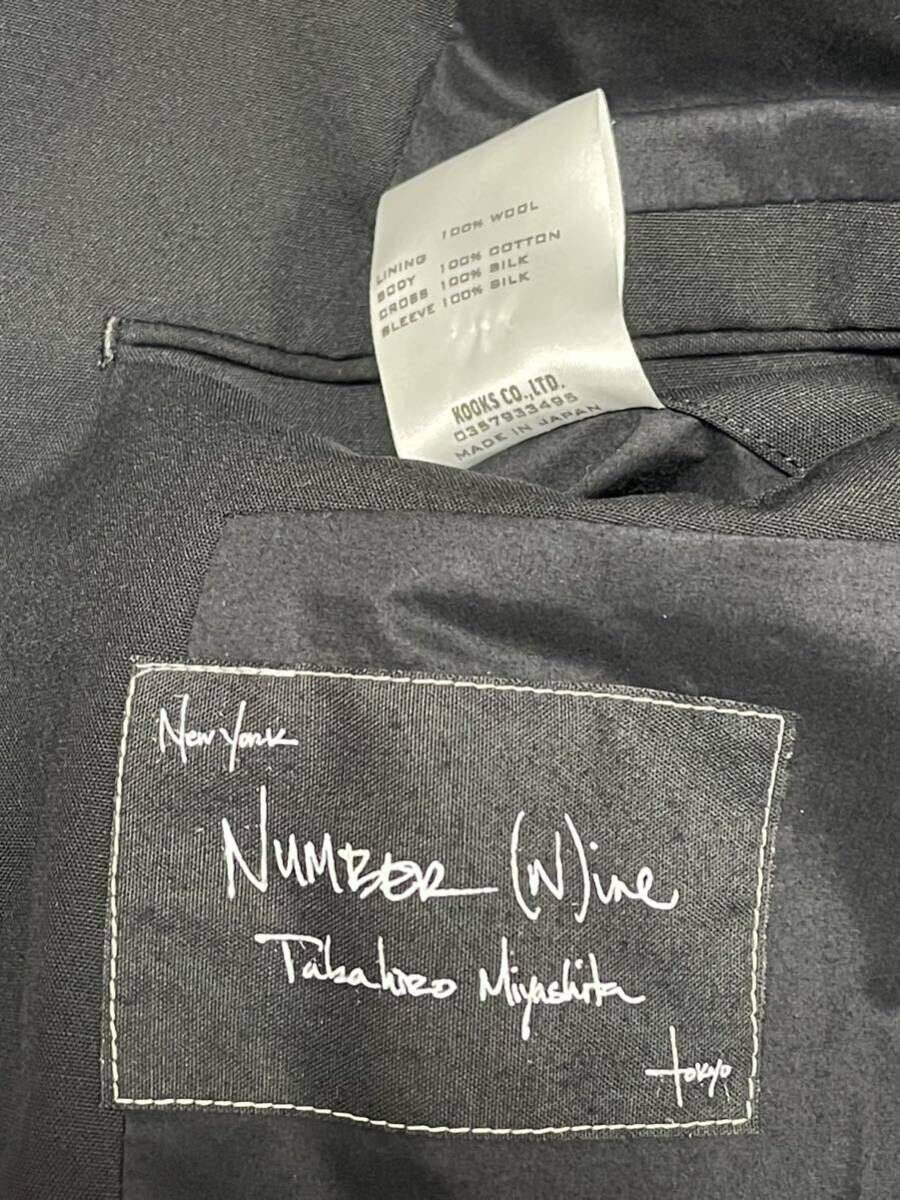 100% WOOL
LINING
BODY 100% COTTON
CROSS 100% SILK
SLEEVE 100% SILK
KOOKS CO.,LTD.
0357933495
MADE IN JAPAN
New York
NUMBER (N)ine
Takahiro Miyashita
Tokyo